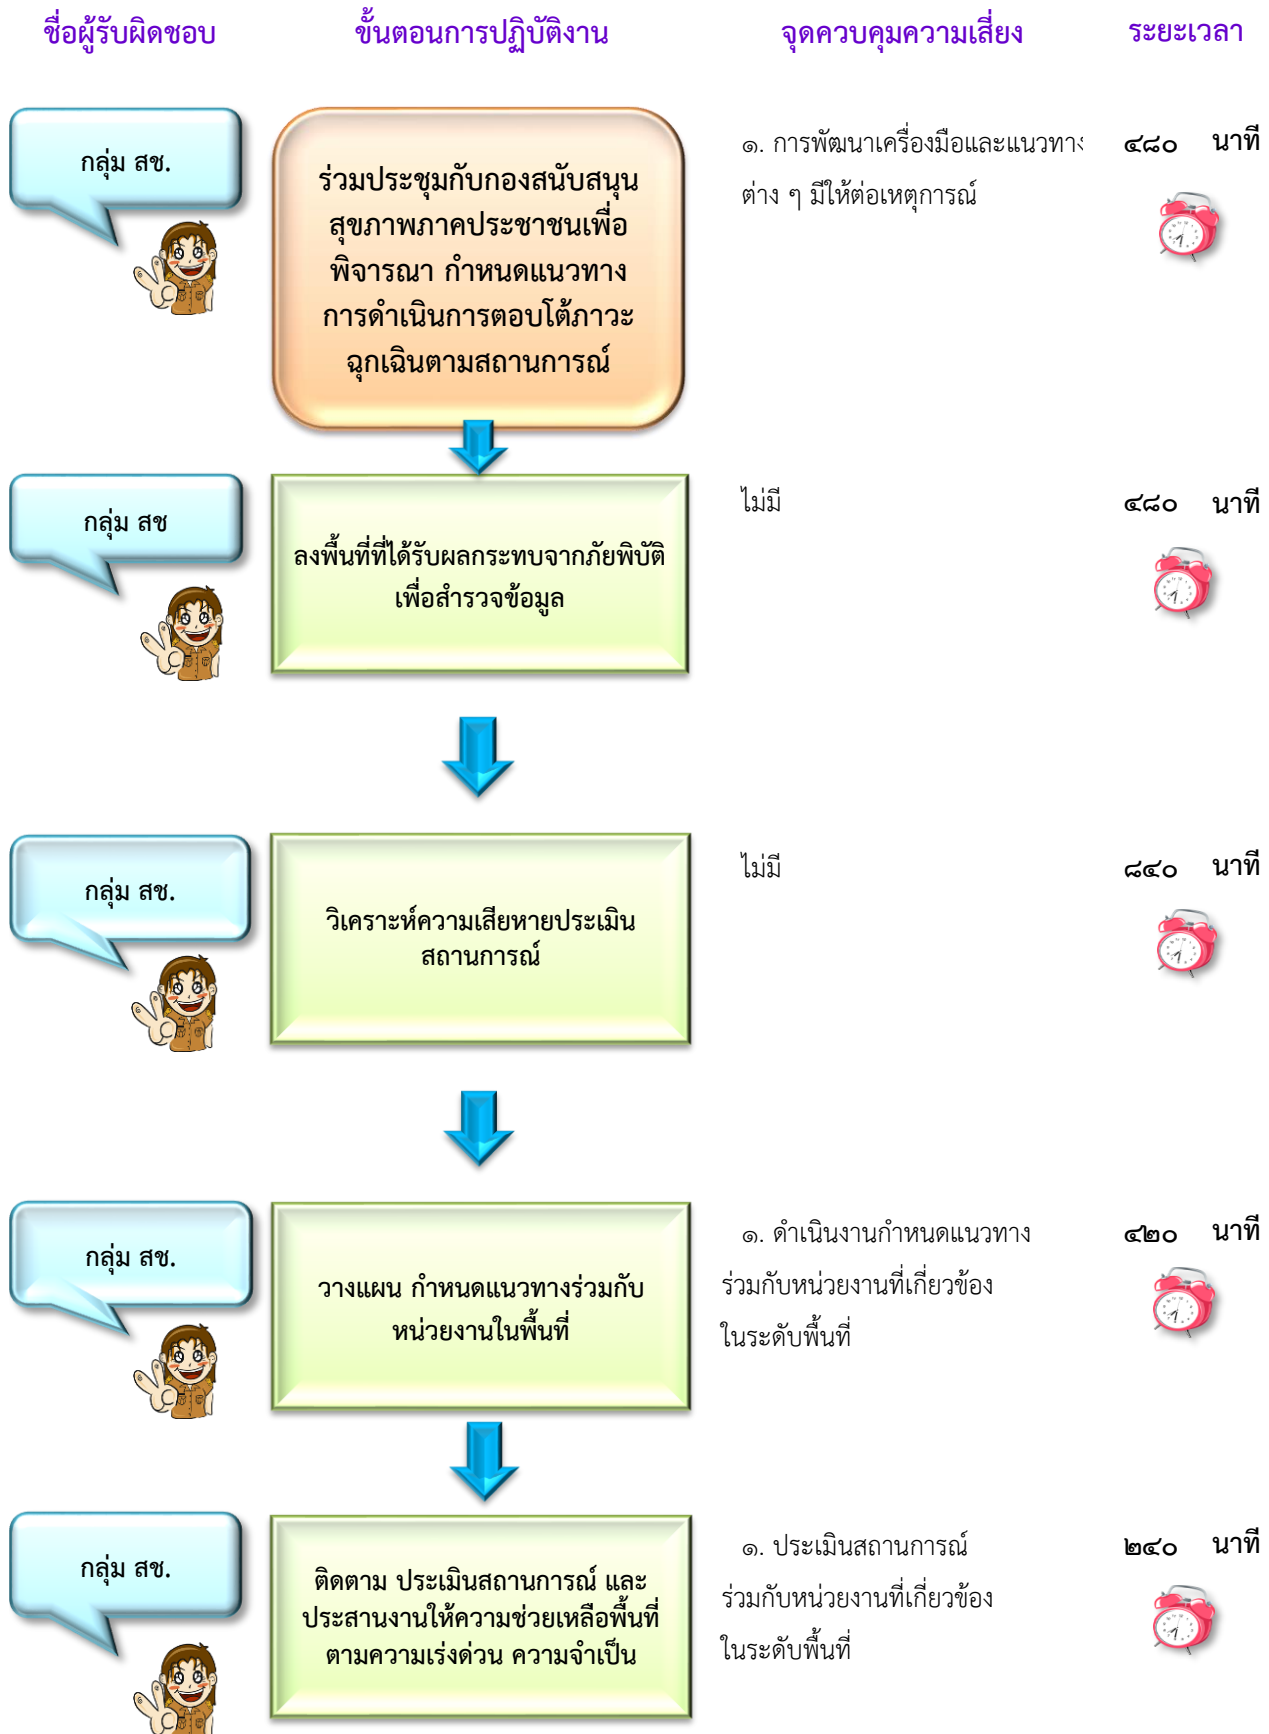 ชื่อผู้รับผิดชอบ ขั้นตอนการปฏิบัติงาน จุดควบคุมความเสี่ยง ระยะเวลา
กลุ่ม สช.
ร่วมประชุมกับกองสนับสนุน
สุขภาพภาคประชาชนเพื่อ
พิจารณา กำหนดแนวทาง
การดำเนินการตอบโต้ภาวะ
ฉุกเฉินตามสถานการณ์
๑. การพัฒนาเครื่องมือและแนวทาง
ต่าง ๆ มีให้ต่อเหตุการณ์
๔๘๐ นาที
กลุ่ม สช
ลงพื้นที่ที่ได้รับผลกระทบจากภัยพิบัติ
เพื่อสำรวจข้อมูล
ไม่มี
๔๘๐ นาที
กลุ่ม สช.
วิเคราะห์ความเสียหายประเมิน
สถานการณ์
ไม่มี
๘๔๐ นาที
กลุ่ม สช.
วางแผน กำหนดแนวทางร่วมกับ
หน่วยงานในพื้นที่
๑. ดำเนินงานกำหนดแนวทาง
ร่วมกับหน่วยงานที่เกี่ยวข้อง
ในระดับพื้นที่
๔๒๐ นาที
กลุ่ม สช.
ติดตาม ประเมินสถานการณ์ และ
ประสานงานให้ความช่วยเหลือพื้นที่
ตามความเร่งด่วน ความจำเป็น
๑. ประเมินสถานการณ์
ร่วมกับหน่วยงานที่เกี่ยวข้อง
ในระดับพื้นที่
๒๔๐ นาที